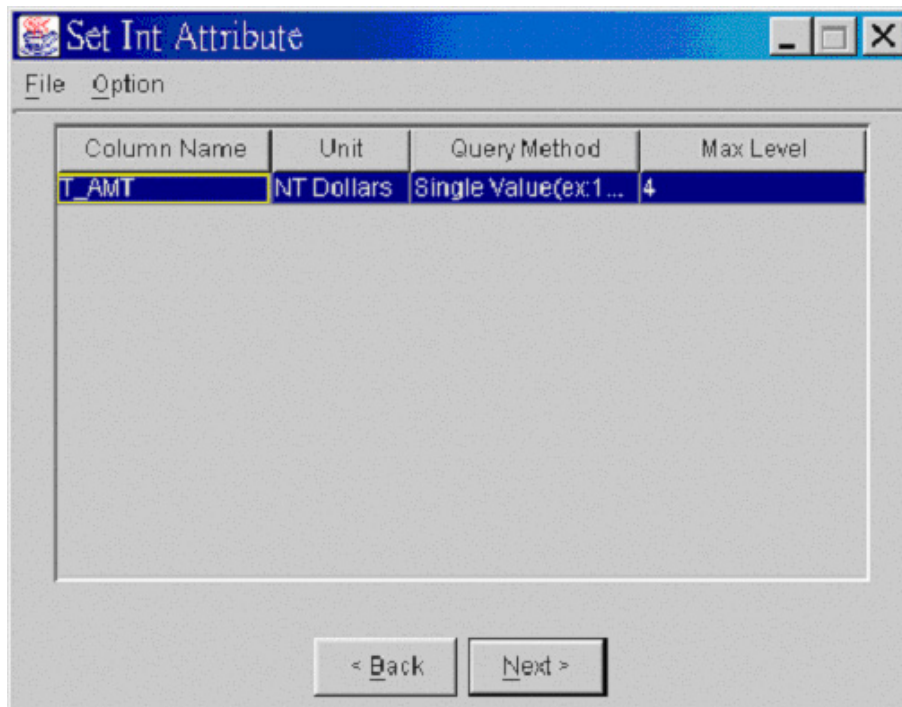 Set Int Attribute
File Option
Column Name Unit Query Method Max Level
T_AMT NT Dollars Single Value(ex:1... 4
< Back Next >